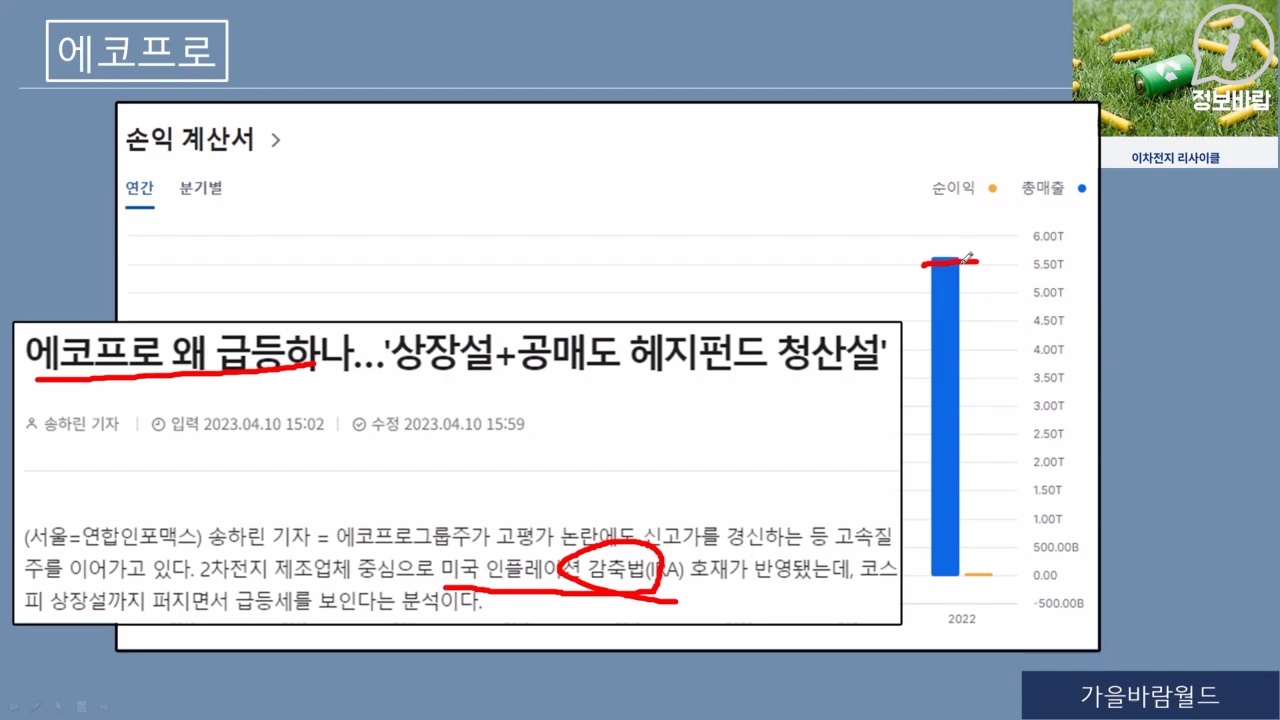 에코프로
정보바람
이차전지 리사이클
손익 계산서 >
연간 분기별
순이익 총매출
6.00T
5.50T
5.00T
4.50T
4.00T
3.50T
3.00T
2.50T
2.00T
1.50T
1.00T
500.00B
0.00
-500.00B
2022
에코프로 왜 급등하나...'상장설+공매도 헤지펀드 청산설'
송하린 기자 | 입력 2023.04.10 15:02 | 수정 2023.04.10 15:59
(서울=연합인포맥스) 송하린 기자 = 에코프로그룹주가 고평가 논란에도 신고가를 경신하는 등 고속질
주를 이어가고 있다. 2차전지 제조업체 중심으로 미국 인플레이션 감축법(IRA) 호재가 반영됐는데, 코스
피 상장설까지 퍼지면서 급등세를 보인다는 분석이다.
가을바람월드